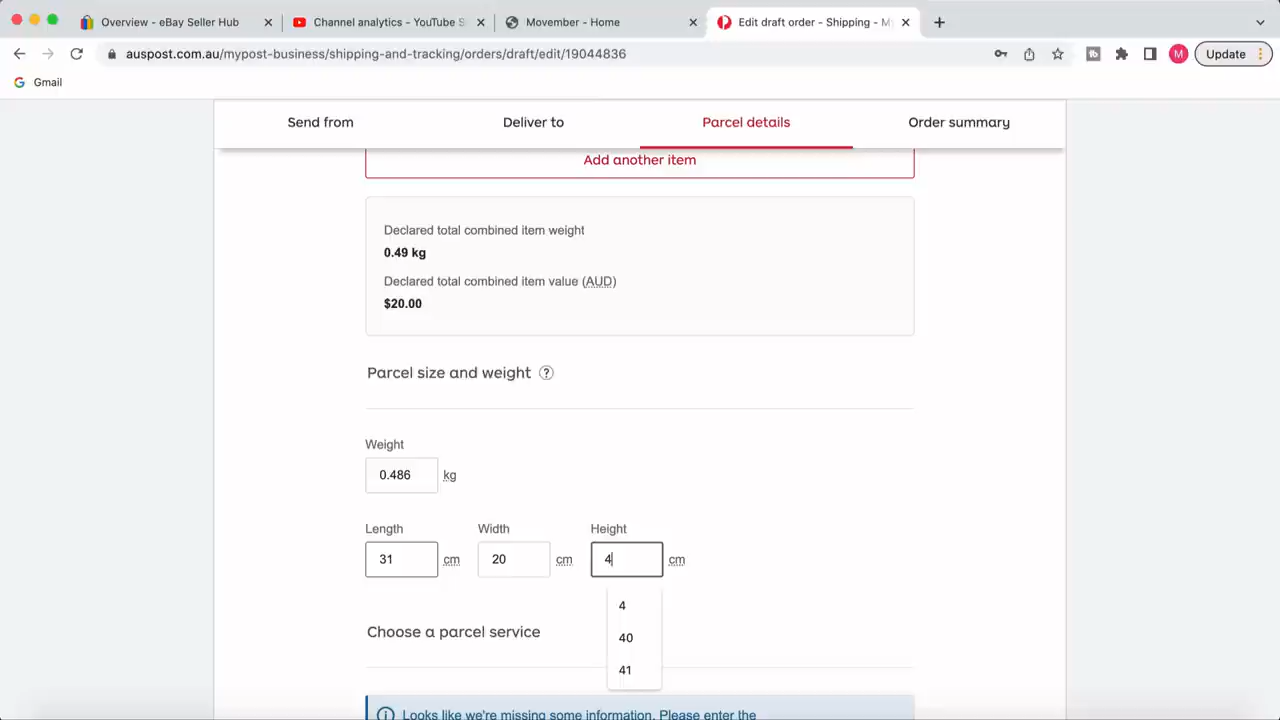 Overview - eBay Seller Hub
Channel analytics - YouTube S
Movember - Home
Edit draft order - Shipping - M
auspost.com.au/mypost-business/shipping-and-tracking/orders/draft/edit/19044836
tb
M
Update
G Gmail
Send from
Deliver to
Parcel details
Order summary
Add another item
Declared total combined item weight
0.49 kg
Declared total combined item value (AUD)
$20.00
Parcel size and weight ?
Weight
0.486 kg
Length Width Height
31 cm 20 cm 4 cm
4
40
41
Choose a parcel service
Looks like we're missing some information. Please enter the